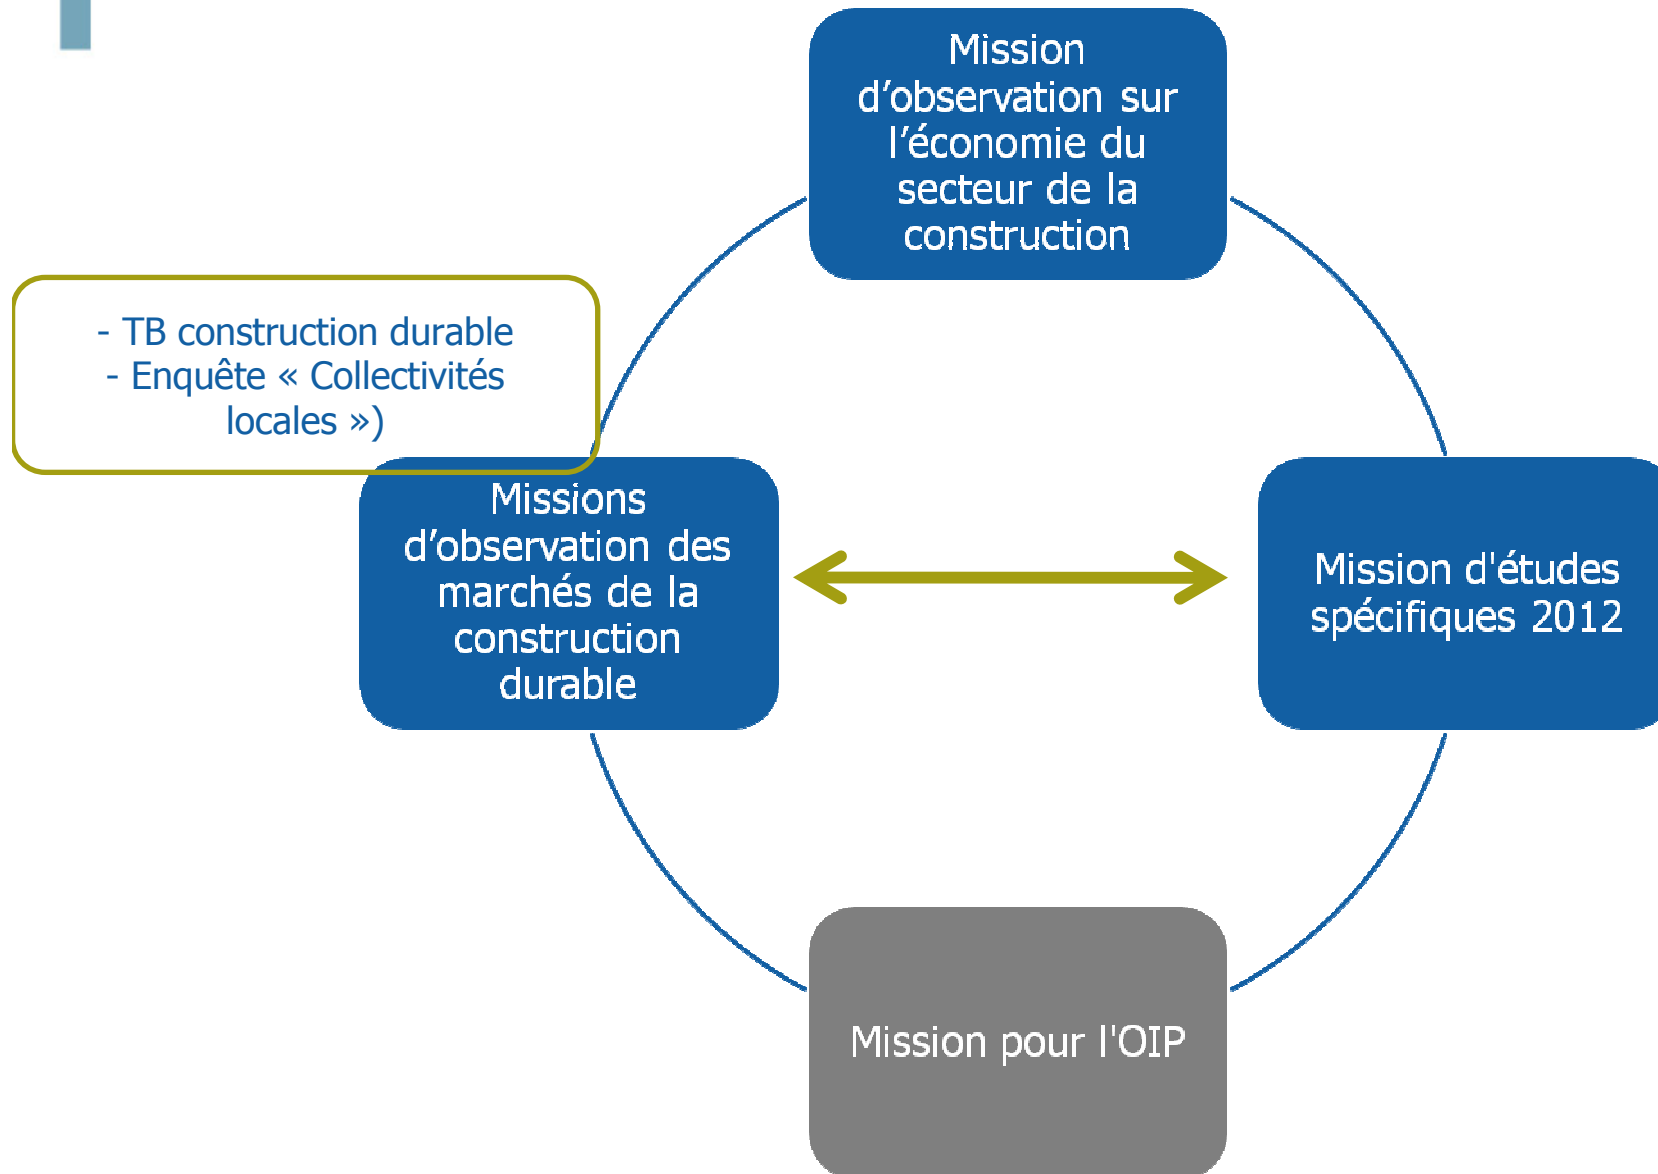 Mission
d’observation sur
l’économie du
secteur de la
construction
- TB construction durable
- Enquête « Collectivités
locales »)
Missions
d’observation des
marchés de la
construction
durable
Mission d'études
spécifiques 2012
Mission pour l'OIP